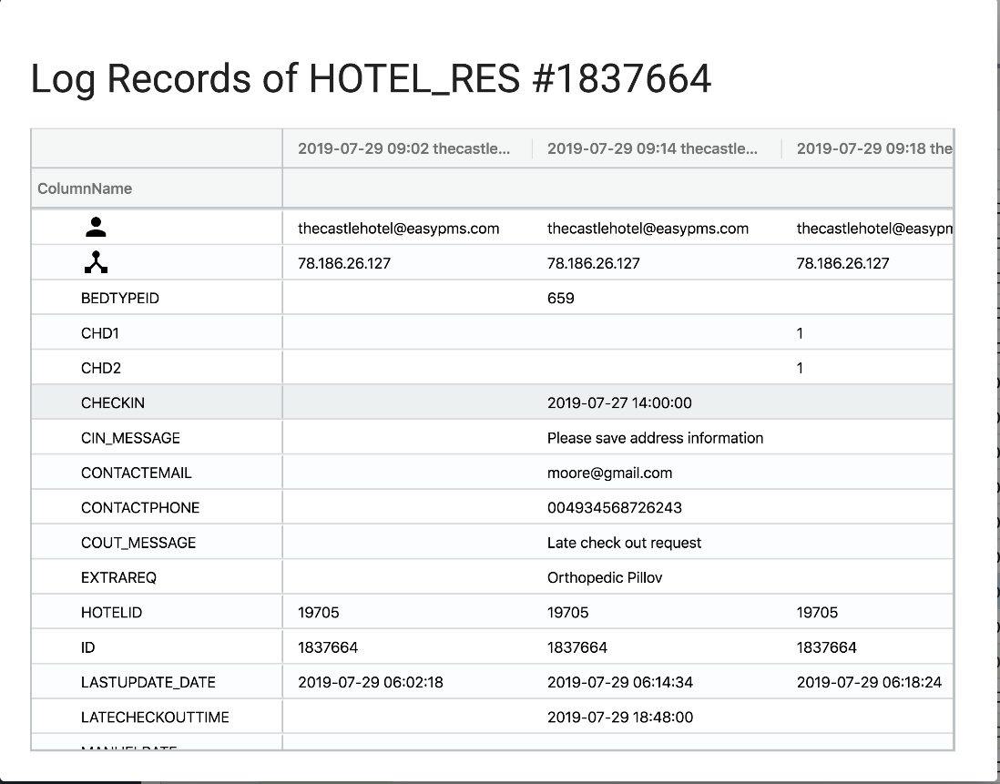 Log Records of HOTEL_RES #1837664
2019-07-29 09:02 thecastle... 2019-07-29 09:14 thecastle... 2019-07-29 09:18 the
ColumnName
thecastlehotel@easypms.com thecastlehotel@easypms.com thecastlehotel@easypm
78.186.26.127 78.186.26.127 78.186.26.127
BEDTYPEID 659
CHD1 1
CHD2 1
CHECKIN 2019-07-27 14:00:00
CIN_MESSAGE Please save address information
CONTACTEMAIL moore@gmail.com
CONTACTPHONE 004934568726243
COUT_MESSAGE Late check out request
EXTRAREQ Orthopedic Pillov
HOTELID 19705 19705 19705
ID 1837664 1837664 1837664
LASTUPDATE_DATE 2019-07-29 06:02:18 2019-07-29 06:14:34 2019-07-29 06:18:24
LATECHECKOUTTIME 2019-07-29 18:48:00